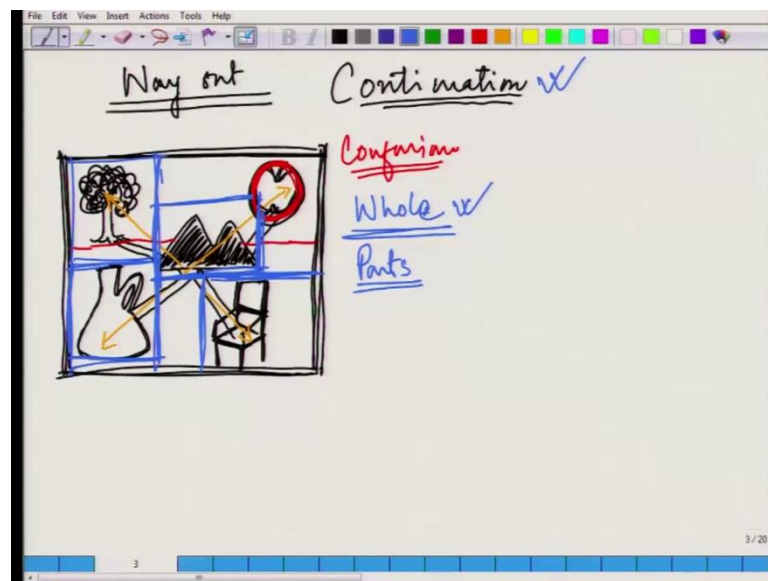 File Edit View Insert Actions Tools Help
B I
Way out Continuation
Confusion
Whole
Parts
3/20
3